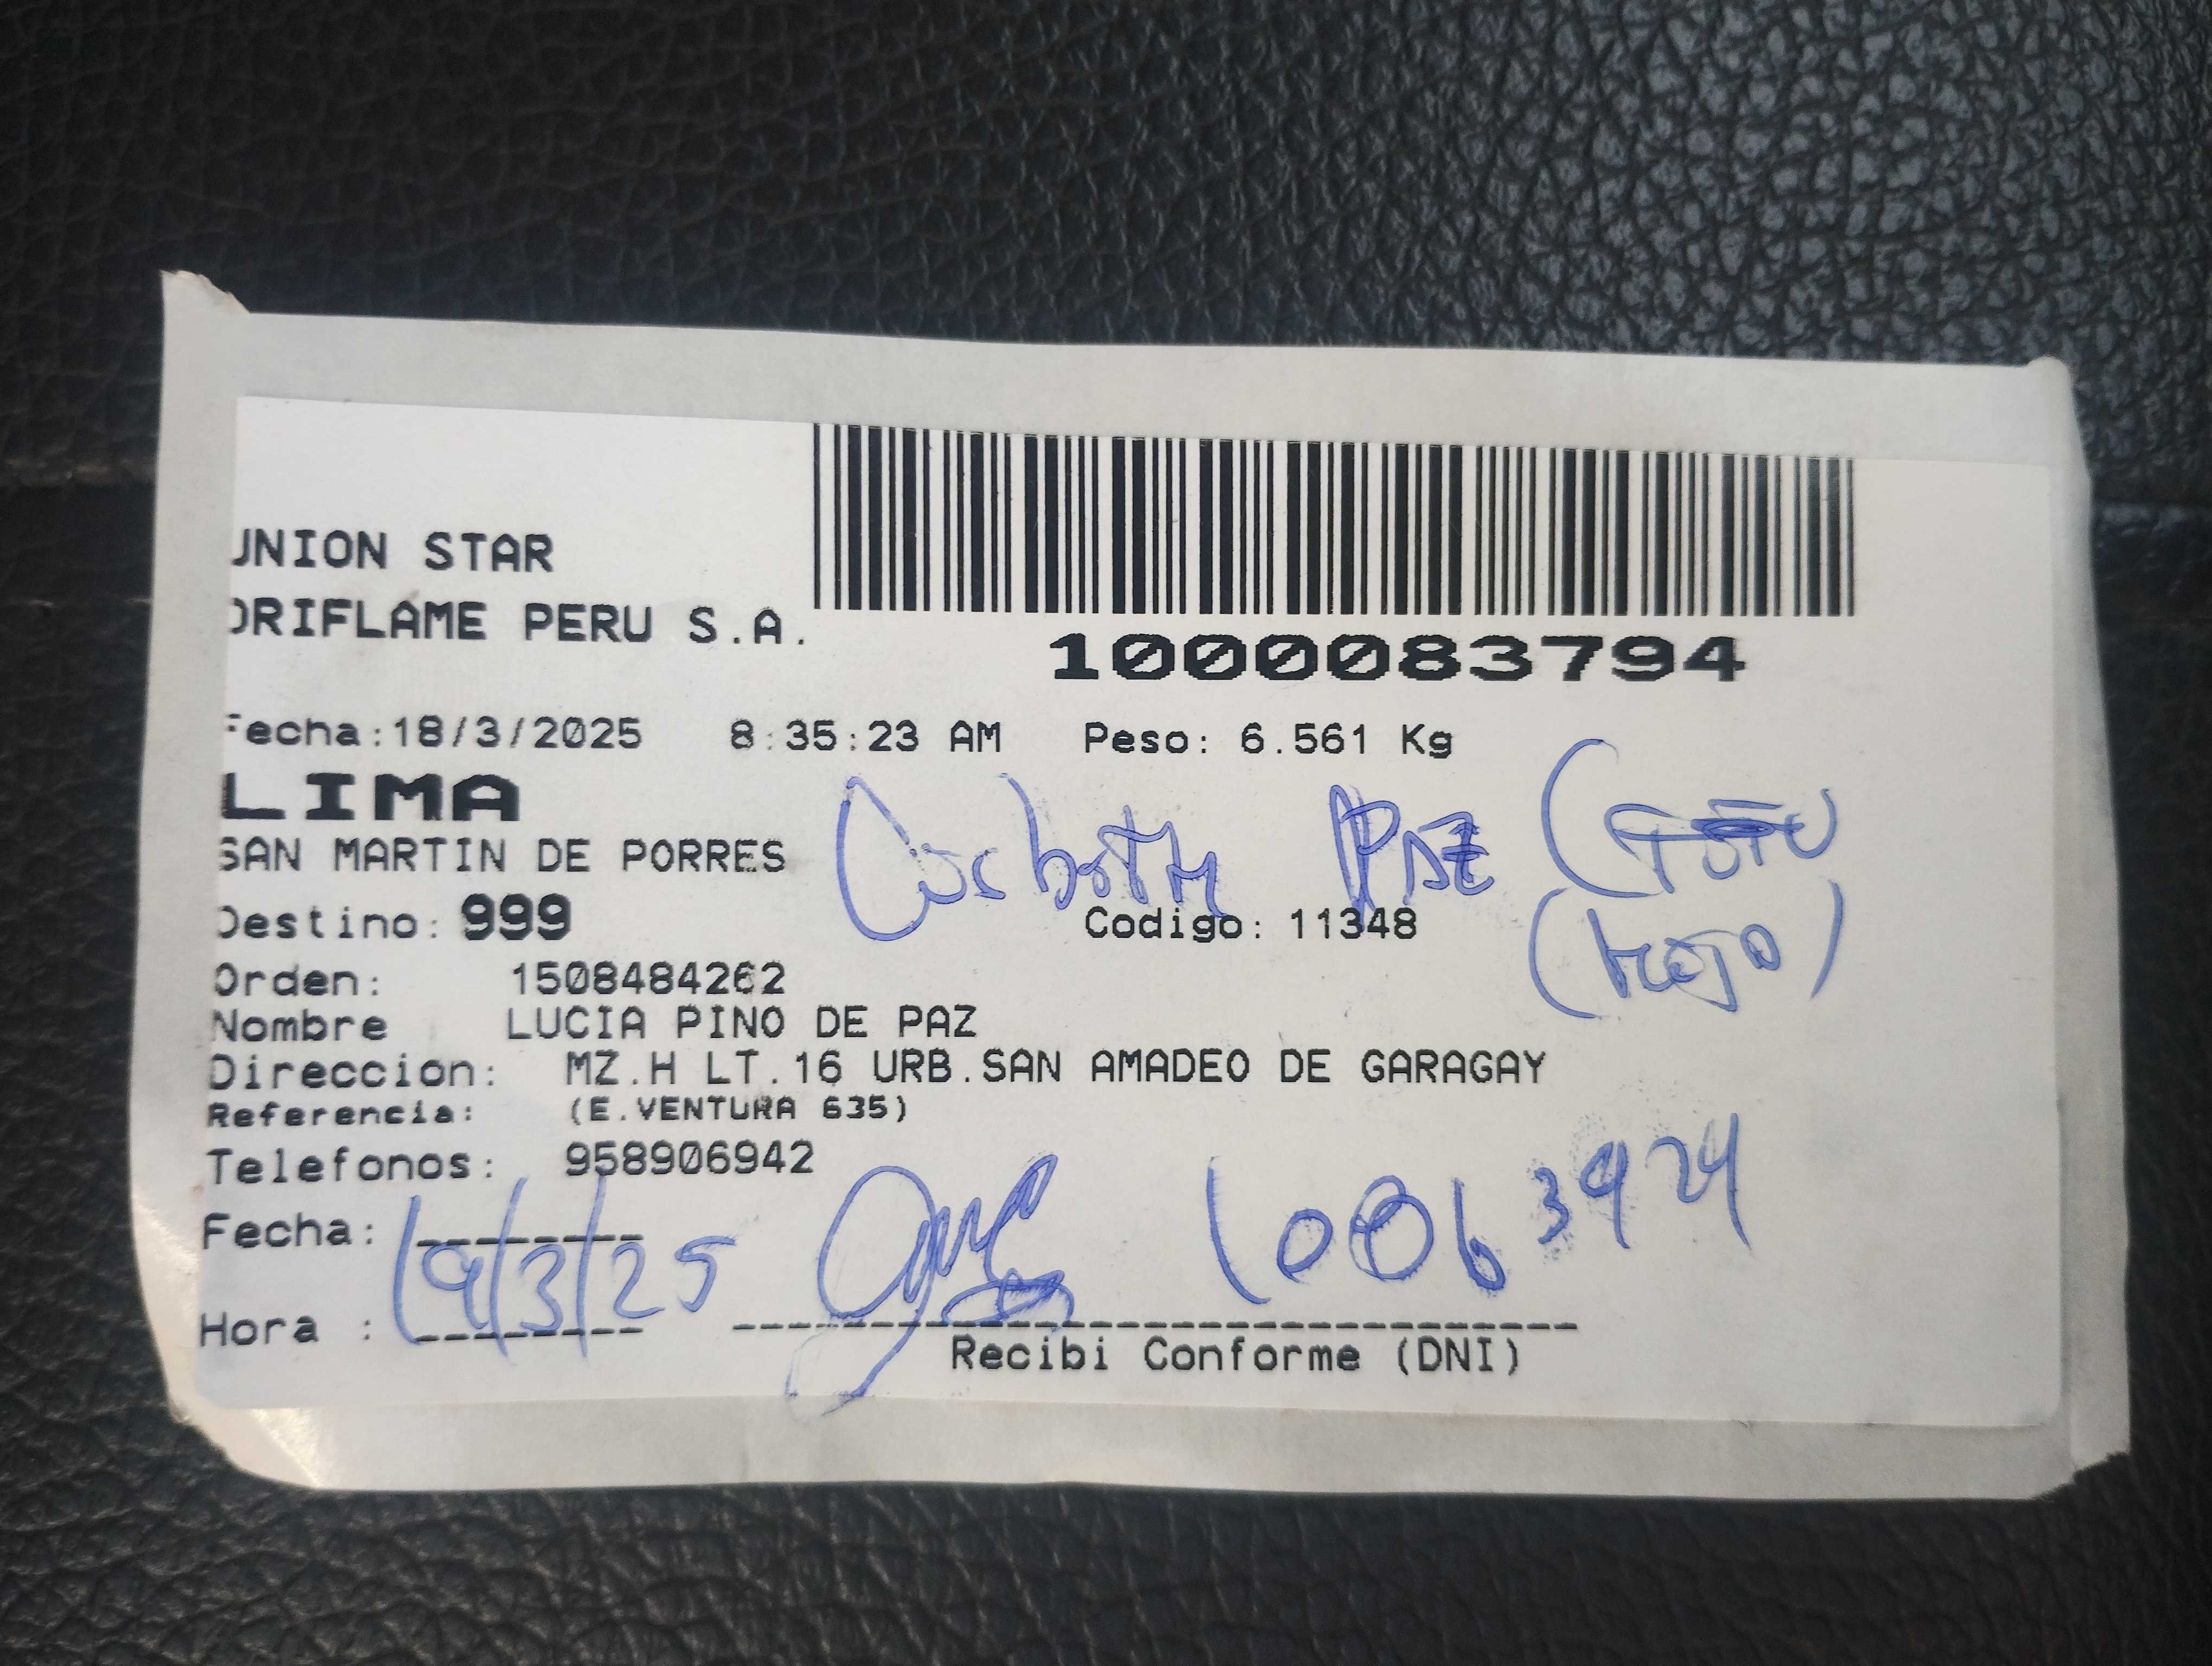 UNION STAR
ORIFLAME PERU S.A.
1000083794
Fecha:18/3/2025 8:35:23 AM Peso: 6.561 Kg
LIMA
SAN MARTIN DE PORRES
PAZ
Destino: 999 Codigo: 11348
Orden: 1508484262
Nombre LUCIA PINO DE PAZ
Direccion: MZ.H LT.16 URB.SAN AMADEO DE GARAGAY
Referencia: (E.VENTURA 635)
Telefonos: 958906942
Fecha: 19/3/25
Hora :
Recibi Conforme (DNI)